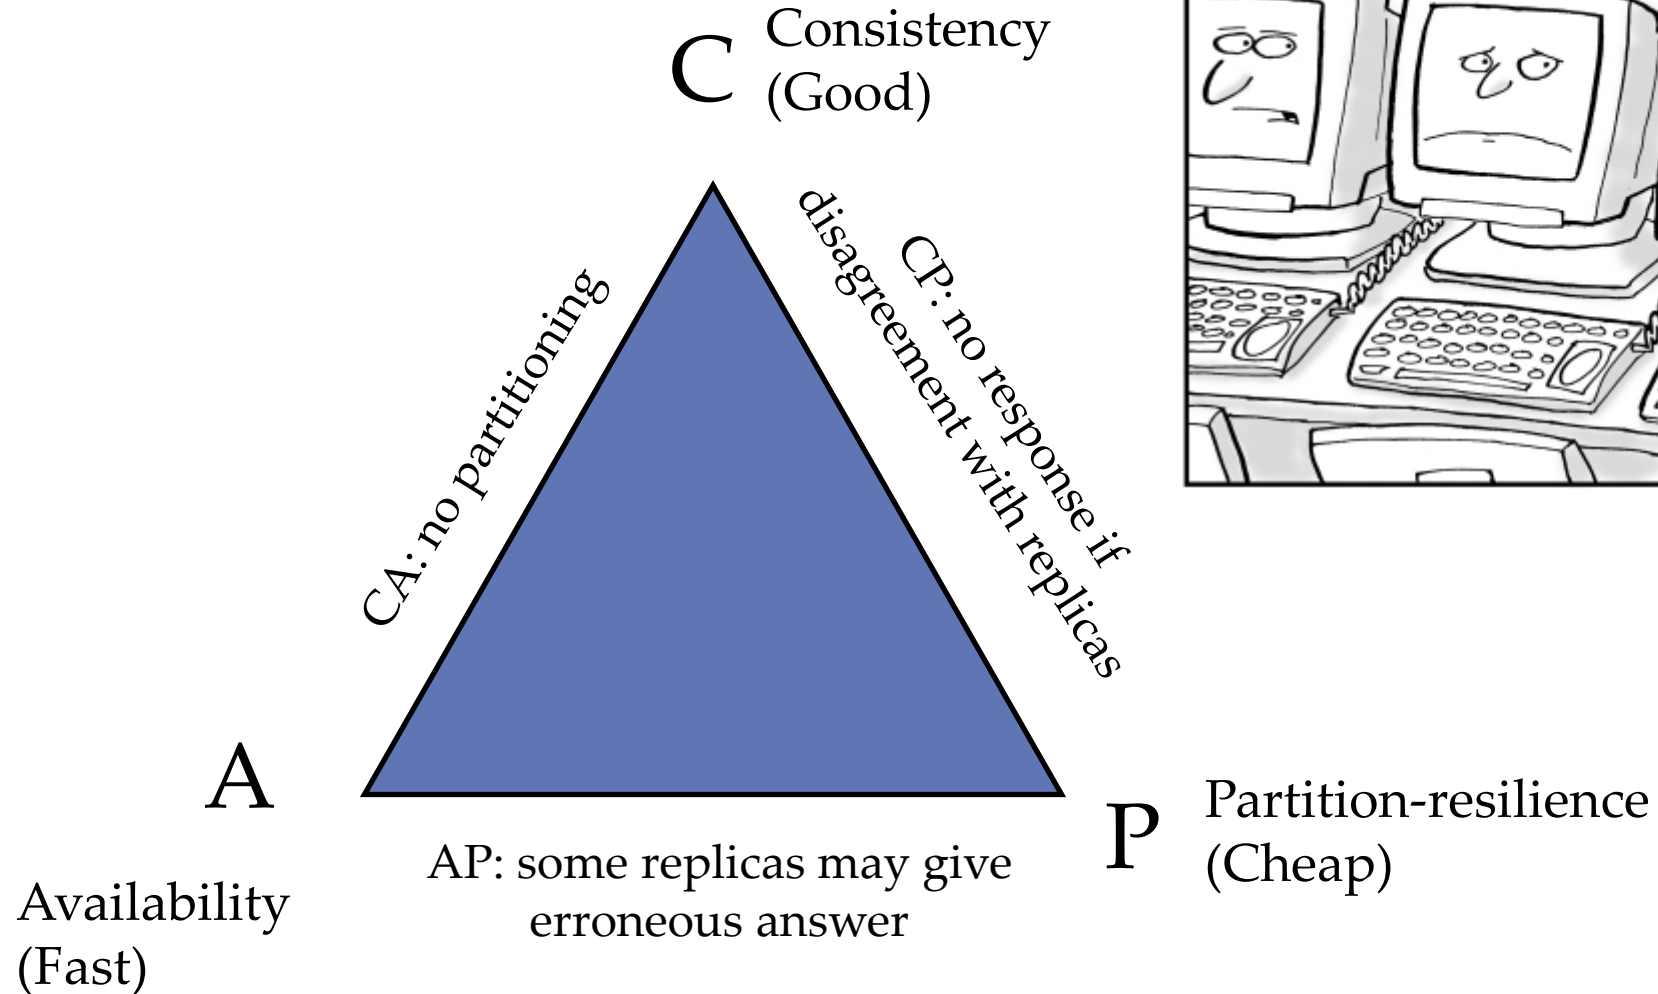 C
Consistency
(Good)
CA: no partitioning
CP: no response if
disagreement with replicas
A
Availability
(Fast)
P
Partition-resilience
(Cheap)
AP: some replicas may give
erroneous answer